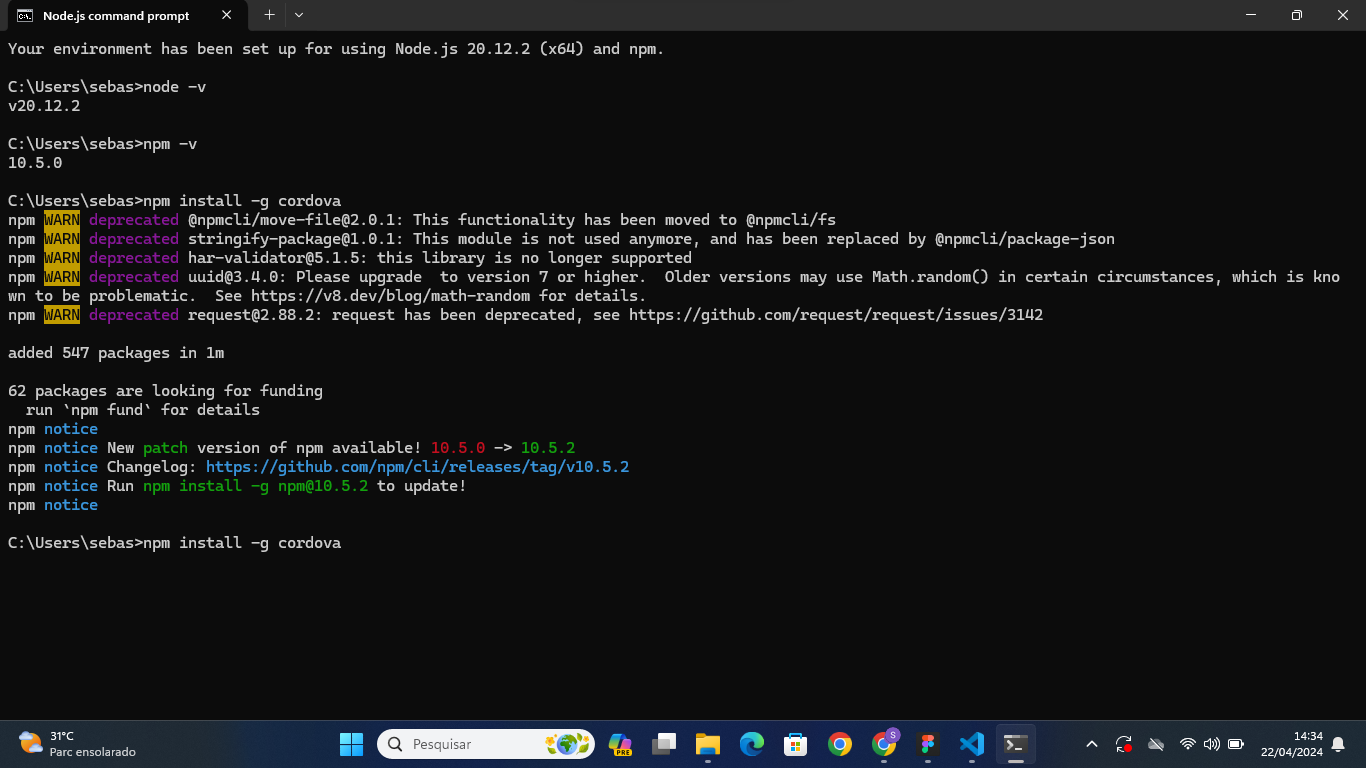 Node.js command prompt
Your environment has been set up for using Node.js 20.12.2 (x64) and npm.
C:\Users\sebas>node -v
v20.12.2
C:\Users\sebas>npm -v
10.5.0
C:\Users\sebas>npm install -g cordova
npm WARN deprecated @npmcli/move-file@2.0.1: This functionality has been moved to @npmcli/fs
npm WARN deprecated stringify-package@1.0.1: This module is not used anymore, and has been replaced by @npmcli/package-json
npm WARN deprecated har-validator@5.1.5: this library is no longer supported
npm WARN deprecated uuid@3.4.0: Please upgrade  to version 7 or higher.  Older versions may use Math.random() in certain circumstances, which is kno
wn to be problematic.  See https://v8.dev/blog/math-random for details.
npm WARN deprecated request@2.88.2: request has been deprecated, see https://github.com/request/request/issues/3142
added 547 packages in 1m
62 packages are looking for funding
  run `npm fund` for details
npm notice
npm notice New patch version of npm available! 10.5.0 -> 10.5.2
npm notice Changelog: https://github.com/npm/cli/releases/tag/v10.5.2
npm notice Run npm install -g npm@10.5.2 to update!
npm notice
C:\Users\sebas>npm install -g cordova
31°C
Parc ensolarado
Pesquisar
PRE
S
14:34
22/04/2024